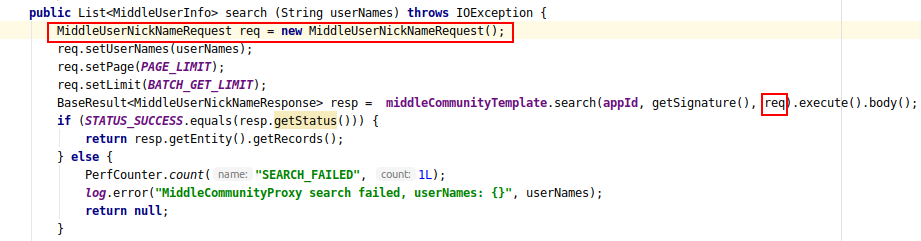 public List<MiddleUserInfo> search (String userNames) throws IOException {
MiddleUserNickNameRequest req = new MiddleUserNickNameRequest();
req.setUserNames(userNames);
req.setPage(PAGE_LIMIT);
req.setLimit(BATCH_GET_LIMIT);
BaseResult<MiddleUserNickNameResponse> resp =  middleCommunityTemplate.search(appId, getSignature(), req).execute().body();
if (STATUS_SUCCESS.equals(resp.getStatus())) {
return resp.getEntity().getRecords();
} else {
PerfCounter.count( name: "SEARCH_FAILED", count: 1L);
log.error("MiddleCommunityProxy search failed, userNames: {}", userNames);
return null;
}